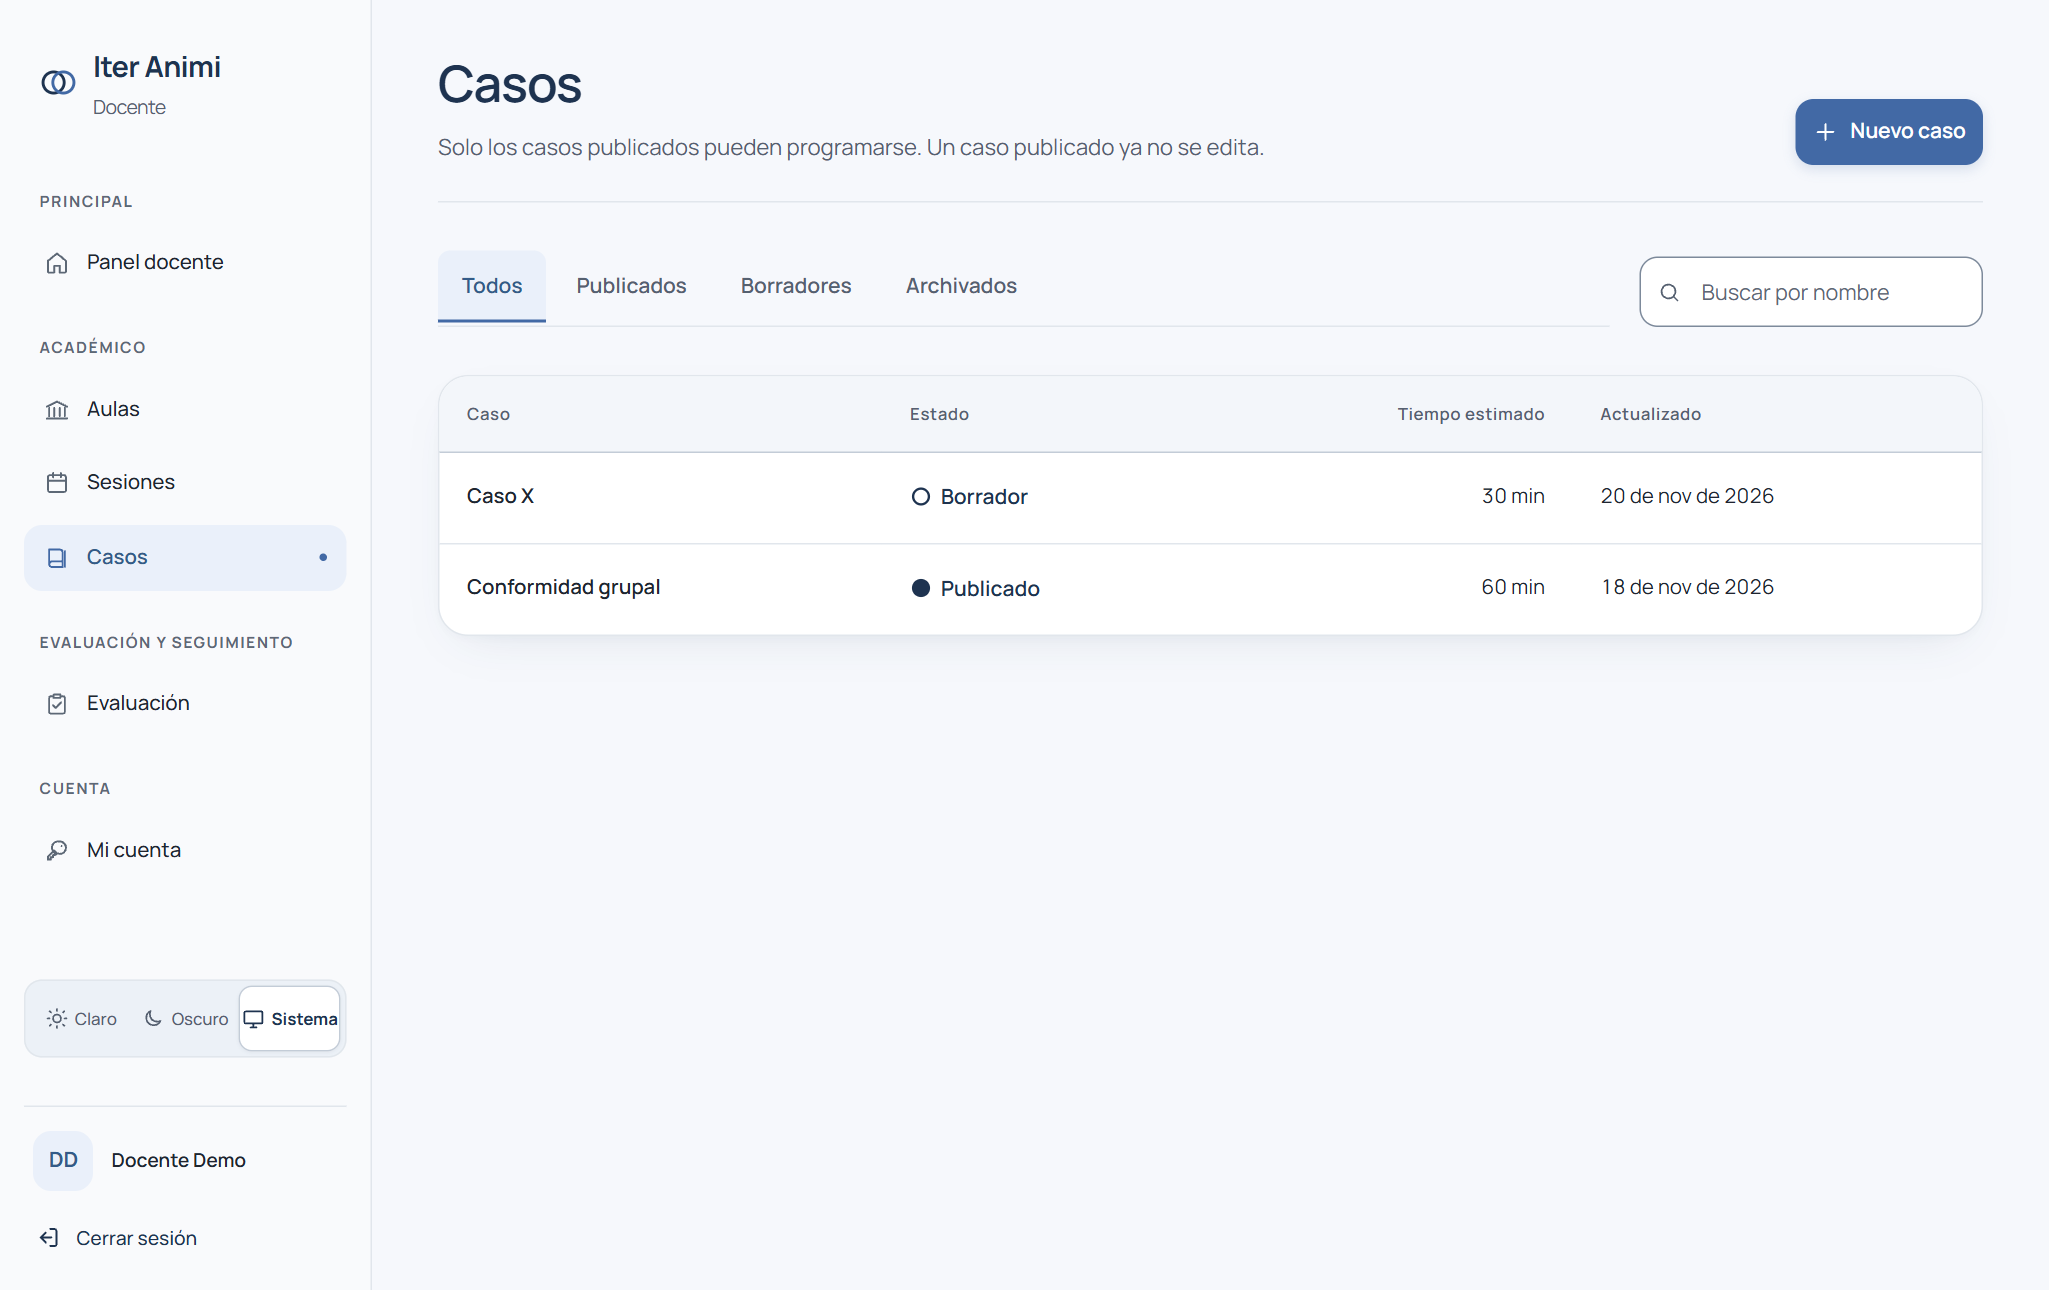 Iter Animi
Docente
PRINCIPAL
Panel docente
ACADÉMICO
Aulas
Sesiones
Casos
EVALUACIÓN Y SEGUIMIENTO
Evaluación
CUENTA
Mi cuenta
Claro Oscuro Sistema
DD Docente Demo
Cerrar sesión
Casos
Solo los casos publicados pueden programarse. Un caso publicado ya no se edita.
Nuevo caso
Todos Publicados Borradores Archivados
Buscar por nombre
Caso Estado Tiempo estimado Actualizado
Caso X Borrador 30 min 20 de nov de 2026
Conformidad grupal Publicado 60 min 18 de nov de 2026